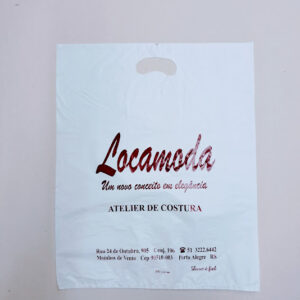 Locamoda
Um novo conceito em elegância
ATELIER DE COSTURA
Rua 24 de Outubro, 905 Conj. 106 ☎ 51 3222.6442
Moinhos de Vento Cep 90510-003 Porto Alegre RS